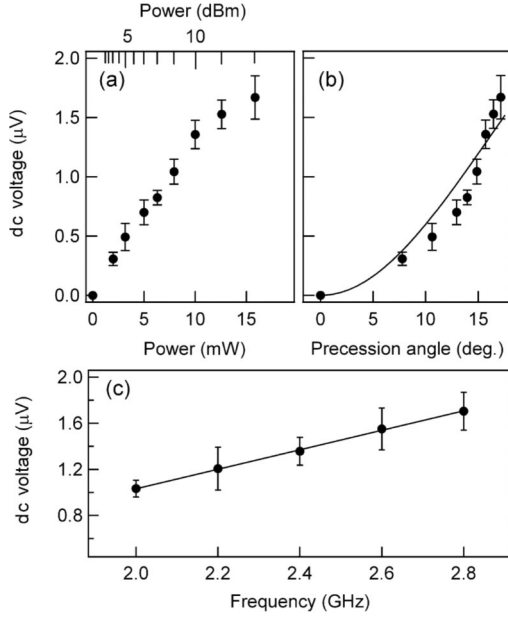 Power (dBm)
5 10
2.0
1.5
1.0
0.5
0.0
dc voltage (μV)
(a)
0 5 10 15
Power (mW)
(b)
0 5 10 15
Precession angle (deg.)
(c)
2.0
1.6
1.2
0.8
dc voltage (μV)
2.0 2.2 2.4 2.6 2.8
Frequency (GHz)